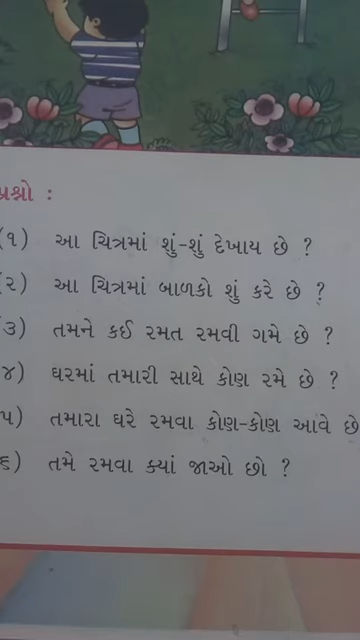 પ્રશ્નો :
(૧) આ ચિત્રમાં શું-શું દેખાય છે ?
(૨) આ ચિત્રમાં બાળકો શું કરે છે ?
(૩) તમને કઈ રમત રમવી ગમે છે ?
(૪) ઘરમાં તમારી સાથે કોણ રમે છે ?
(૫) તમારા ઘરે રમવા કોણ-કોણ આવે છે
(૬) તમે રમવા ક્યાં જાઓ છો ?